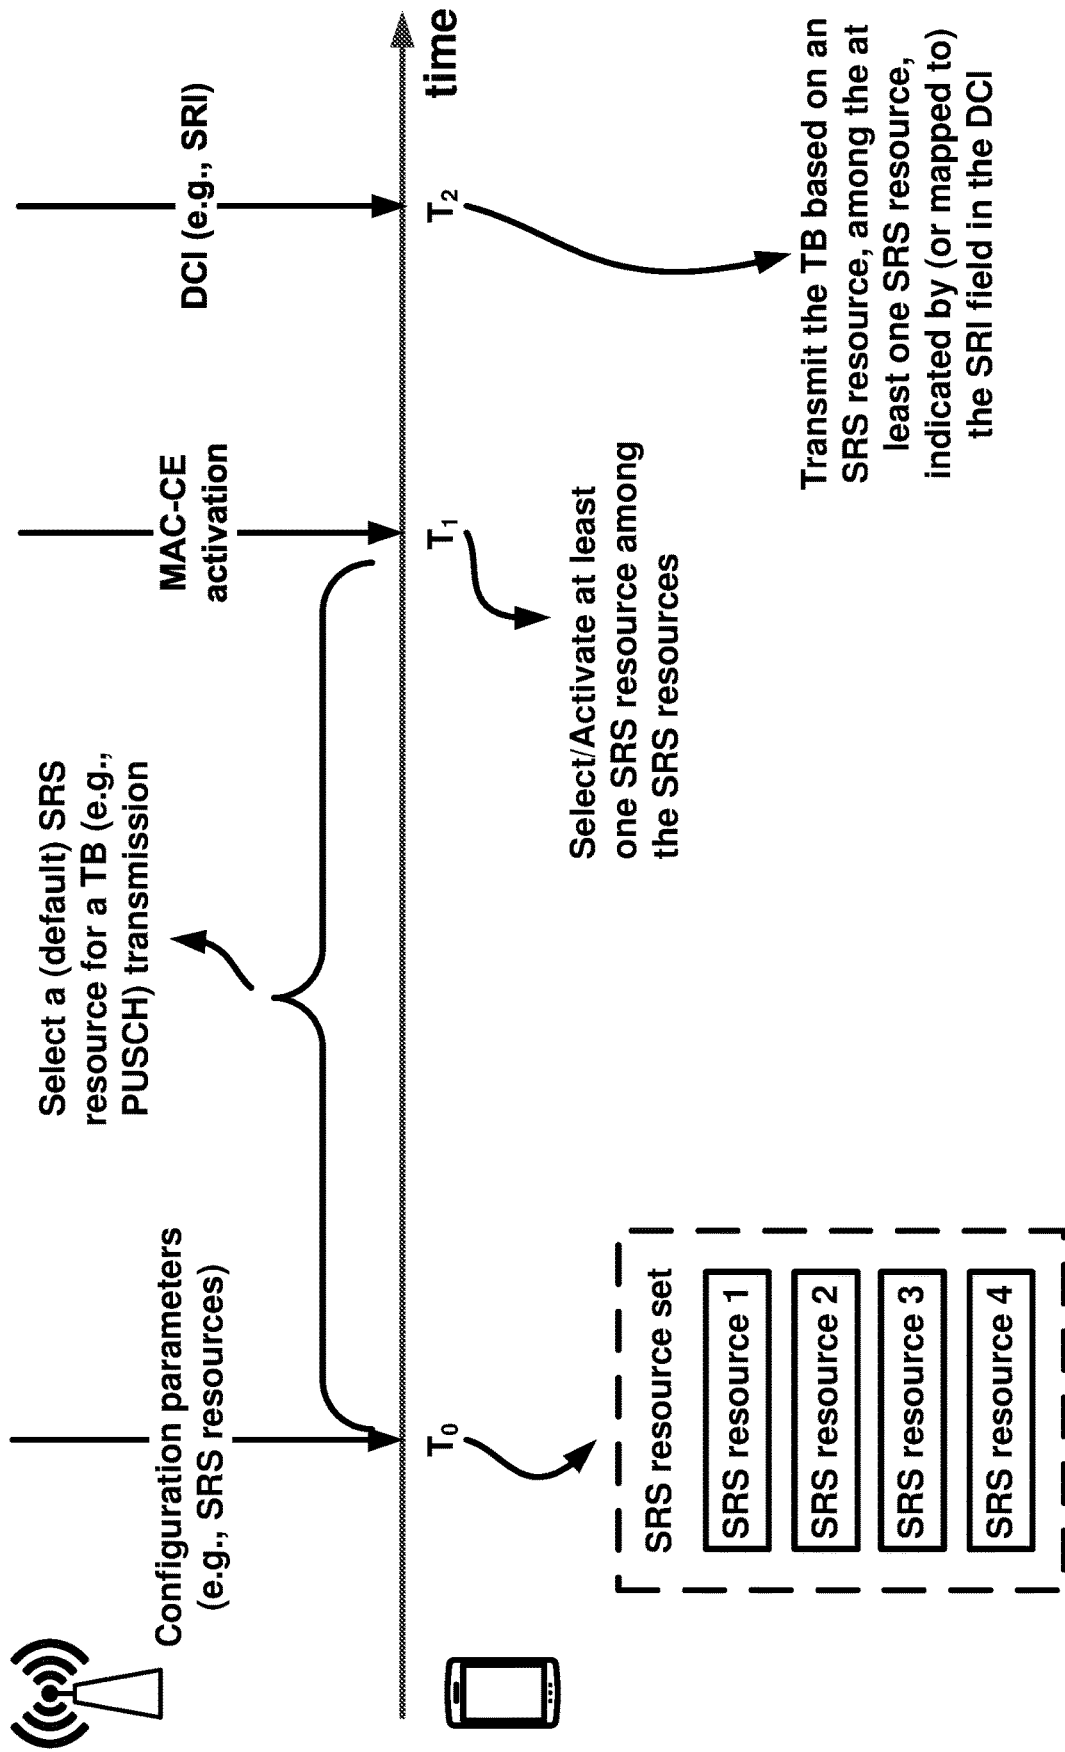 Configuration parameters
(e.g., SRS resources)
Select a (default) SRS
resource for a TB (e.g.,
PUSCH) transmission
MAC-CE
activation
DCI (e.g., SRI)
time
T0
T1
T2
SRS resource set
SRS resource 1
SRS resource 2
SRS resource 3
SRS resource 4
Select/Activate at least
one SRS resource among
the SRS resources
Transmit the TB based on an
SRS resource, among the at
least one SRS resource,
indicated by (or mapped to)
the SRI field in the DCI